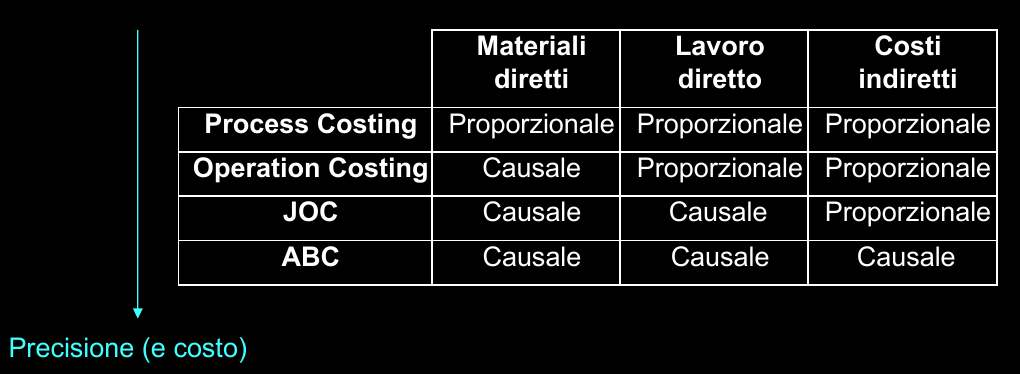 Materiali Lavoro Costi
diretti diretto indiretti
Process Costing Proporzionale Proporzionale Proporzionale
Operation Costing Causale Proporzionale Proporzionale
JOC Causale Causale Proporzionale
ABC Causale Causale Causale
Precisione (e costo)